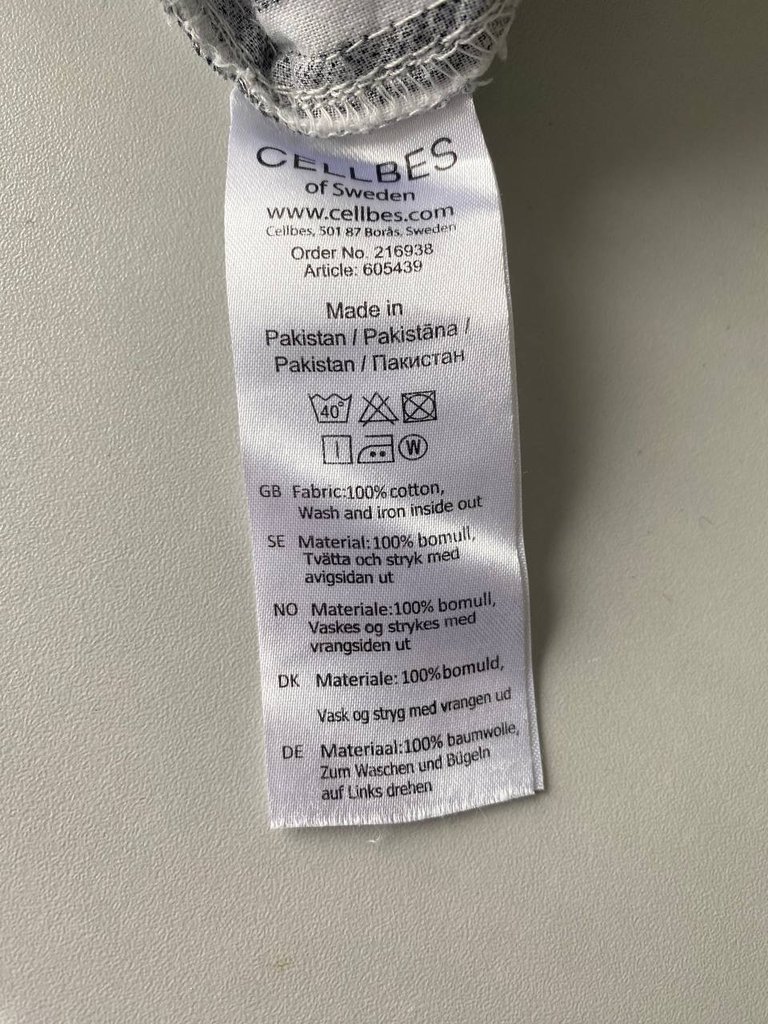 CELLBES
of Sweden
www.cellbes.com
Cellbes, 501 87 Borås, Sweden
Order No. 216938
Article: 605439
Made in
Pakistan / Pakistāna /
Pakistan / Пакистан
40°
W
GB Fabric:100% cotton,
Wash and iron inside out
SE Material:100% bomull,
Tvätta och stryk med
avigsidan ut
NO Materiale:100% bomull,
Vaskes og strykes med
vrangsiden ut
DK Materiale: 100%bomuld,
Vask og stryg med vrangen ud
DE Materiaal:100% baumwolle,
Zum Waschen und Bügeln
auf Links drehen